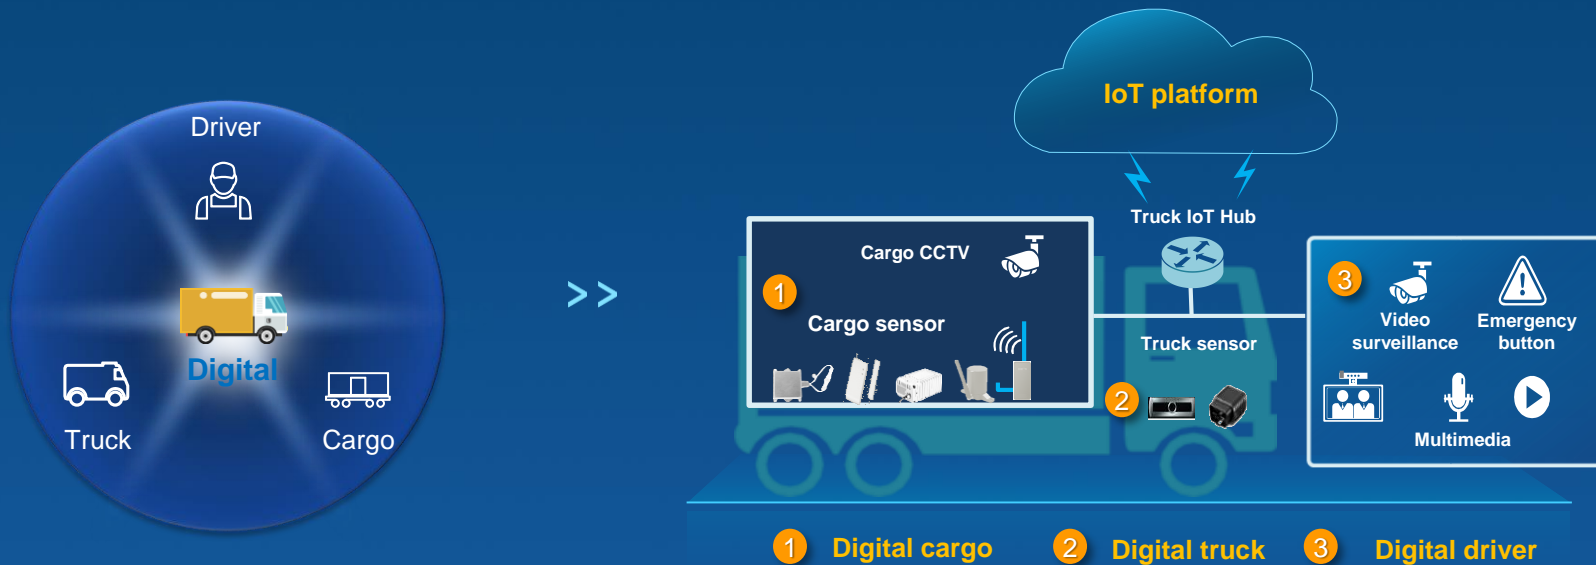 Driver
Digital
Truck
Cargo
>>
IoT platform
Truck IoT Hub
Cargo CCTV
1
Cargo sensor
Truck sensor
2
3
Video
surveillance
Emergency
button
Multimedia
1 Digital cargo
2 Digital truck
3 Digital driver